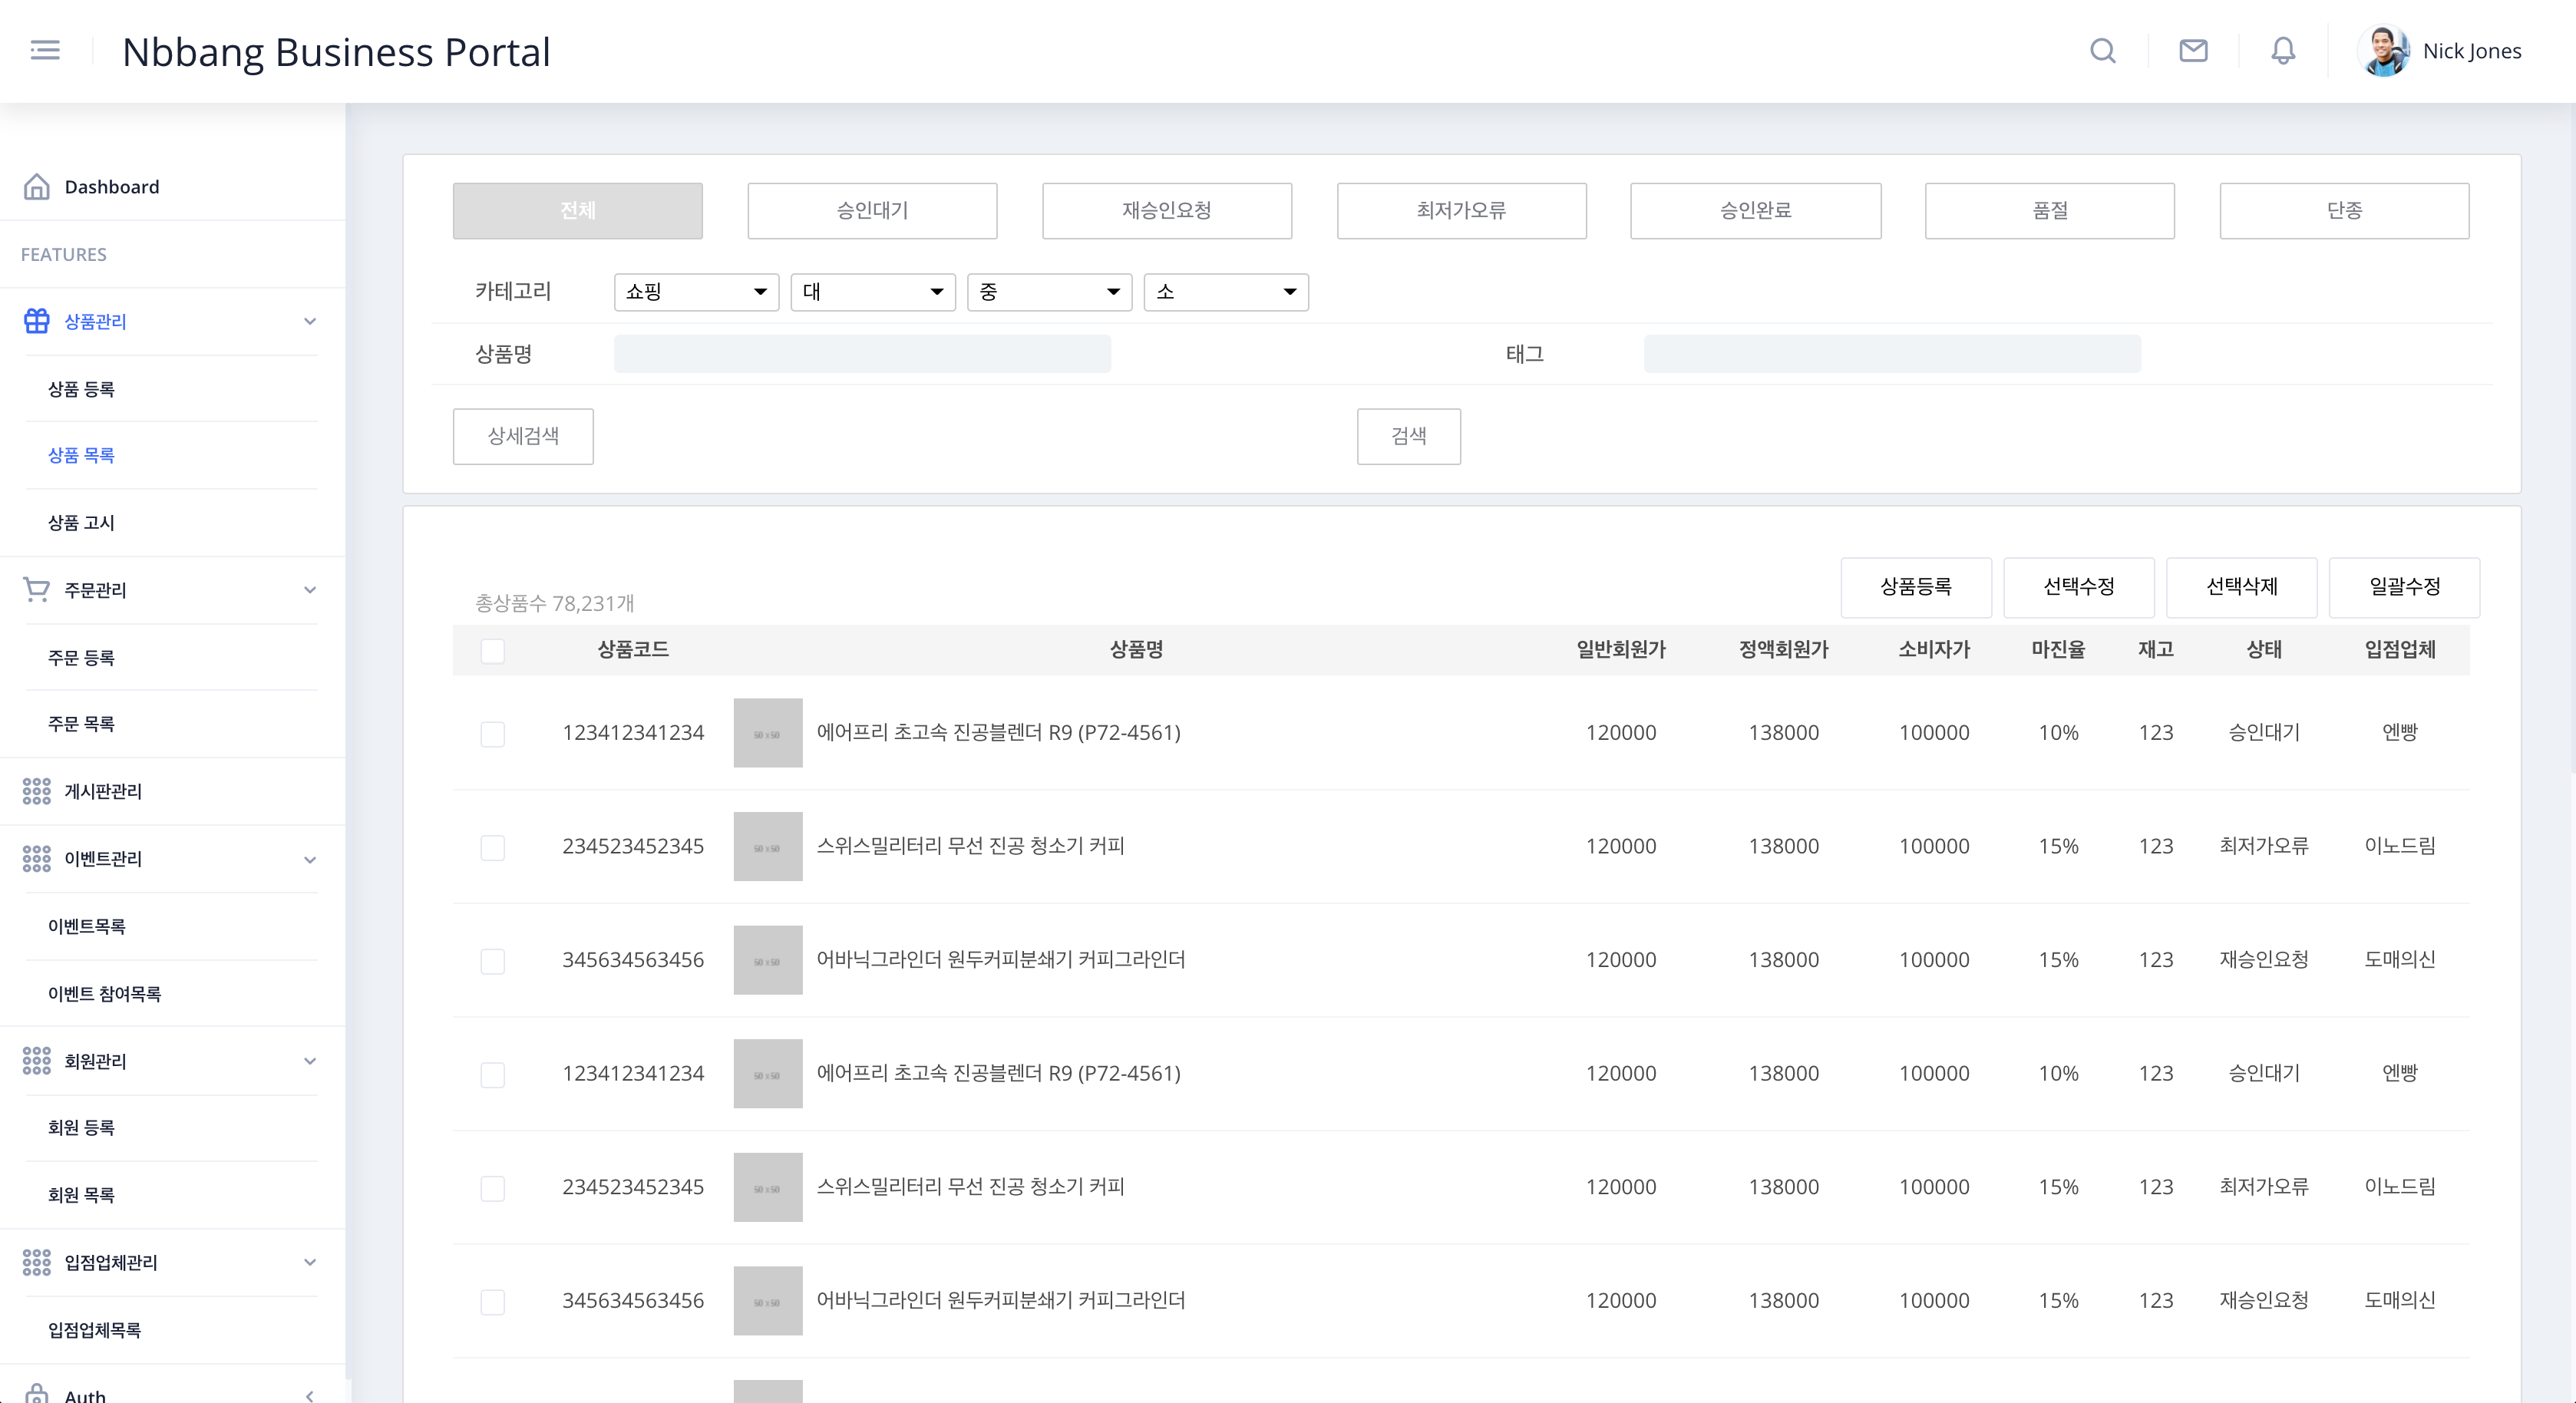 Nbbang Business Portal
Nick Jones
Dashboard
FEATURES
상품관리
상품 등록
상품 목록
상품 고시
주문관리
주문 등록
주문 목록
게시판관리
이벤트관리
이벤트목록
이벤트 참여목록
회원관리
회원 등록
회원 목록
입점업체관리
입점업체목록
Auth
전체 승인대기 재승인요청 최저가오류 승인완료 품절 단종
카테고리 쇼핑 대 중 소
상품명 태그
상세검색 검색
총상품수 78,231개 상품등록 선택수정 선택삭제 일괄수정
상품코드 상품명 일반회원가 정액회원가 소비자가 마진율 재고 상태 입점업체
123412341234 50 x 50 에어프리 초고속 진공블렌더 R9 (P72-4561) 120000 138000 100000 10% 123 승인대기 엔빵
234523452345 50 x 50 스위스밀리터리 무선 진공 청소기 커피 120000 138000 100000 15% 123 최저가오류 이노드림
345634563456 50 x 50 어바닉그라인더 원두커피분쇄기 커피그라인더 120000 138000 100000 15% 123 재승인요청 도매의신
123412341234 50 x 50 에어프리 초고속 진공블렌더 R9 (P72-4561) 120000 138000 100000 10% 123 승인대기 엔빵
234523452345 50 x 50 스위스밀리터리 무선 진공 청소기 커피 120000 138000 100000 15% 123 최저가오류 이노드림
345634563456 50 x 50 어바닉그라인더 원두커피분쇄기 커피그라인더 120000 138000 100000 15% 123 재승인요청 도매의신